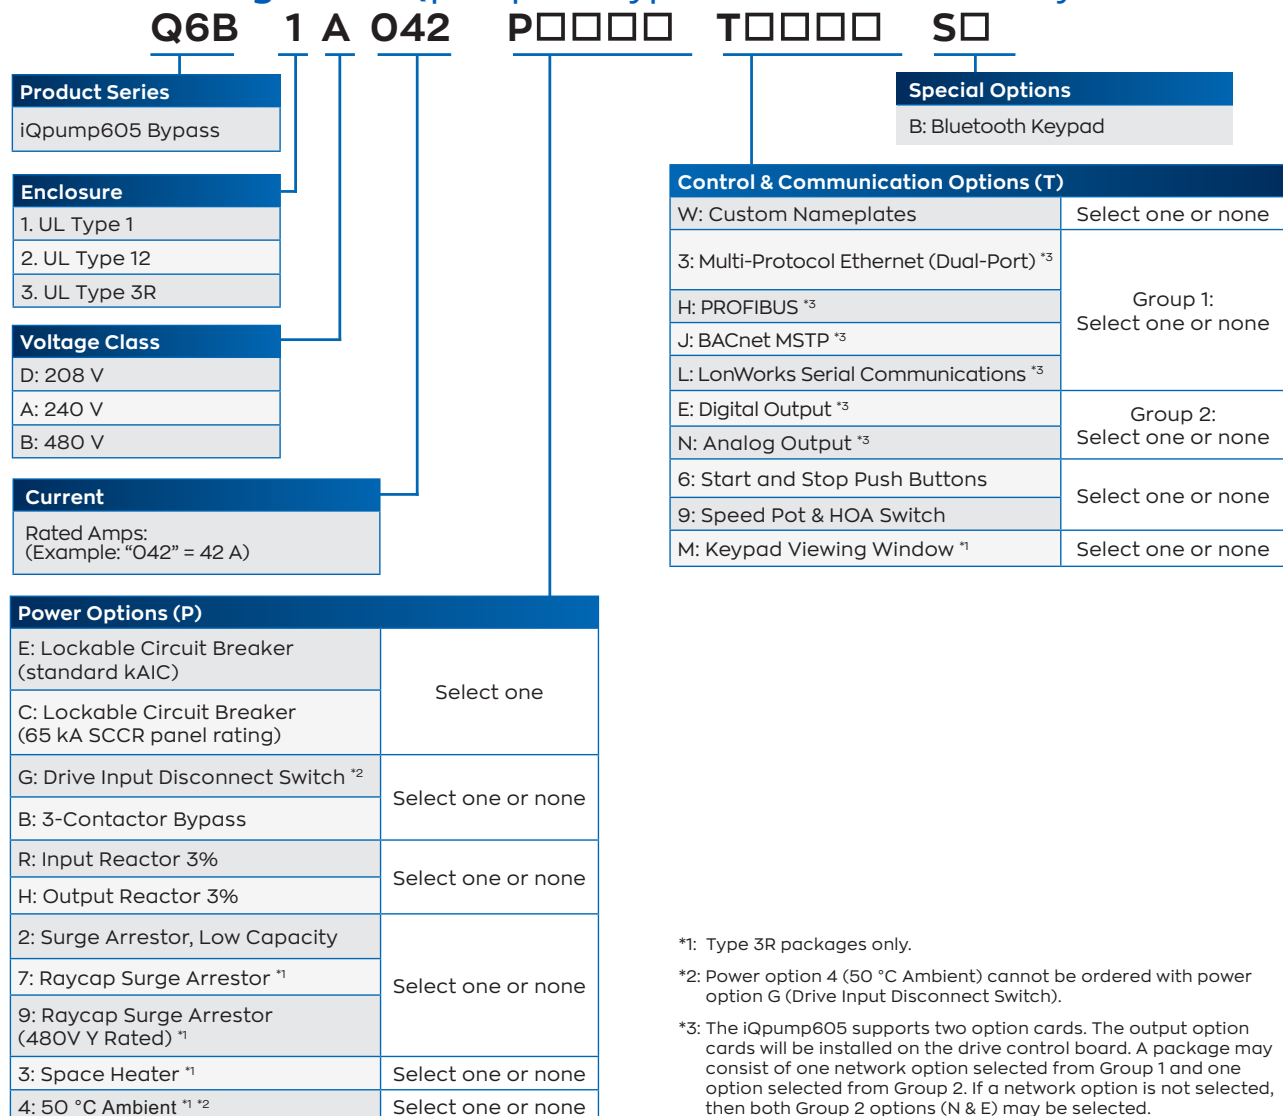 Q6B 1 A 042 P□□□□ T□□□□ S□
Product Series
iQpump605 Bypass
Enclosure
1. UL Type 1
2. UL Type 12
3. UL Type 3R
Voltage Class
D: 208 V
A: 240 V
B: 480 V
Current
Rated Amps:
(Example: “042” = 42 A)
Power Options (P)
E: Lockable Circuit Breaker
(standard kAIC)
Select one
C: Lockable Circuit Breaker
(65 kA SCCR panel rating)
G: Drive Input Disconnect Switch *2
Select one or none
B: 3-Contactor Bypass
R: Input Reactor 3%
Select one or none
H: Output Reactor 3%
2: Surge Arrestor, Low Capacity
7: Raycap Surge Arrestor *1
Select one or none
9: Raycap Surge Arrestor
(480V Y Rated) *1
3: Space Heater *1
Select one or none
4: 50 °C Ambient *1 *2
Select one or none
Special Options
B: Bluetooth Keypad
Control & Communication Options (T)
W: Custom Nameplates
Select one or none
3: Multi-Protocol Ethernet (Dual-Port) *3
H: PROFIBUS *3
Group 1:
Select one or none
J: BACnet MSTP *3
L: LonWorks Serial Communications *3
E: Digital Output *3
Group 2:
Select one or none
N: Analog Output *3
6: Start and Stop Push Buttons
Select one or none
9: Speed Pot & HOA Switch
M: Keypad Viewing Window *1
Select one or none
*1: Type 3R packages only.
*2: Power option 4 (50 °C Ambient) cannot be ordered with power
option G (Drive Input Disconnect Switch).
*3: The iQpump605 supports two option cards. The output option
cards will be installed on the drive control board. A package may
consist of one network option selected from Group 1 and one
option selected from Group 2. If a network option is not selected,
then both Group 2 options (N & E) may be selected.